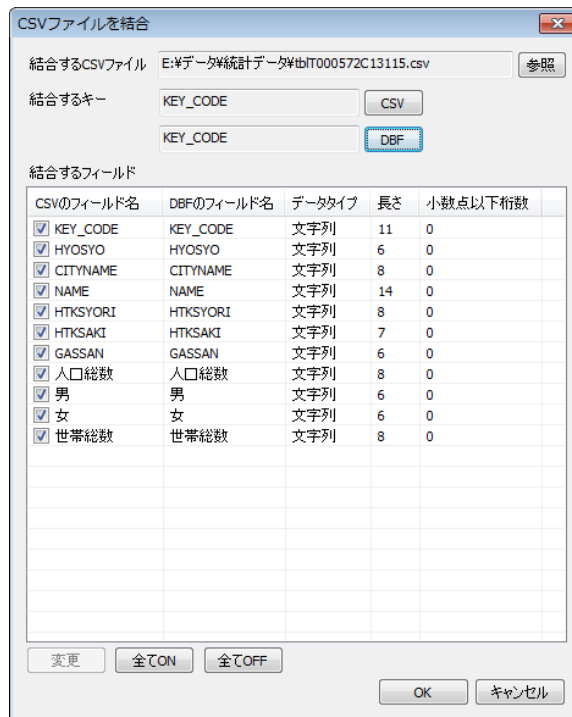 CSVファイルを結合
結合するCSVファイル E:¥データ¥統計データ¥tblT000572C13115.csv 参照
結合するキー KEY_CODE CSV
KEY_CODE DBF
結合するフィールド
CSVのフィールド名 DBFのフィールド名 データタイプ 長さ 小数点以下桁数
KEY_CODE KEY_CODE 文字列 11 0
HYOSYO HYOSYO 文字列 6 0
CITYNAME CITYNAME 文字列 8 0
NAME NAME 文字列 14 0
HTKSYORI HTKSYORI 文字列 8 0
HTKSAKI HTKSAKI 文字列 7 0
GASSAN GASSAN 文字列 6 0
人口総数 人口総数 文字列 8 0
男 男 文字列 6 0
女 女 文字列 6 0
世帯総数 世帯総数 文字列 8 0
変更 全てON 全てOFF
OK キャンセル